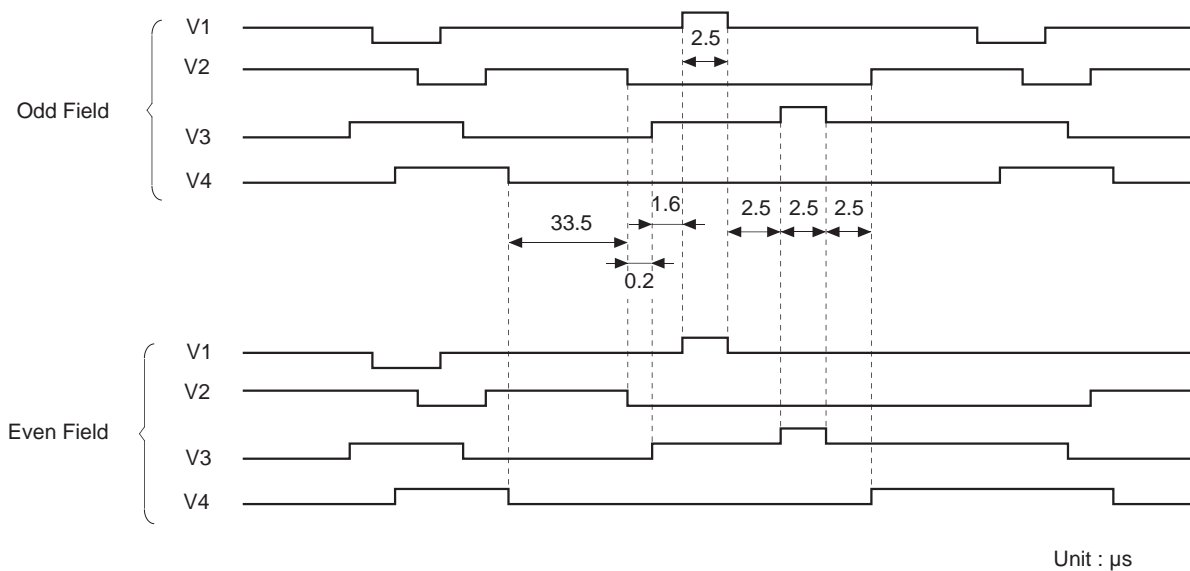 V1
2.5
V2
Odd Field
V3
V4
1.6
2.5 2.5 2.5
33.5
0.2
V1
V2
Even Field
V3
V4
Unit : µs